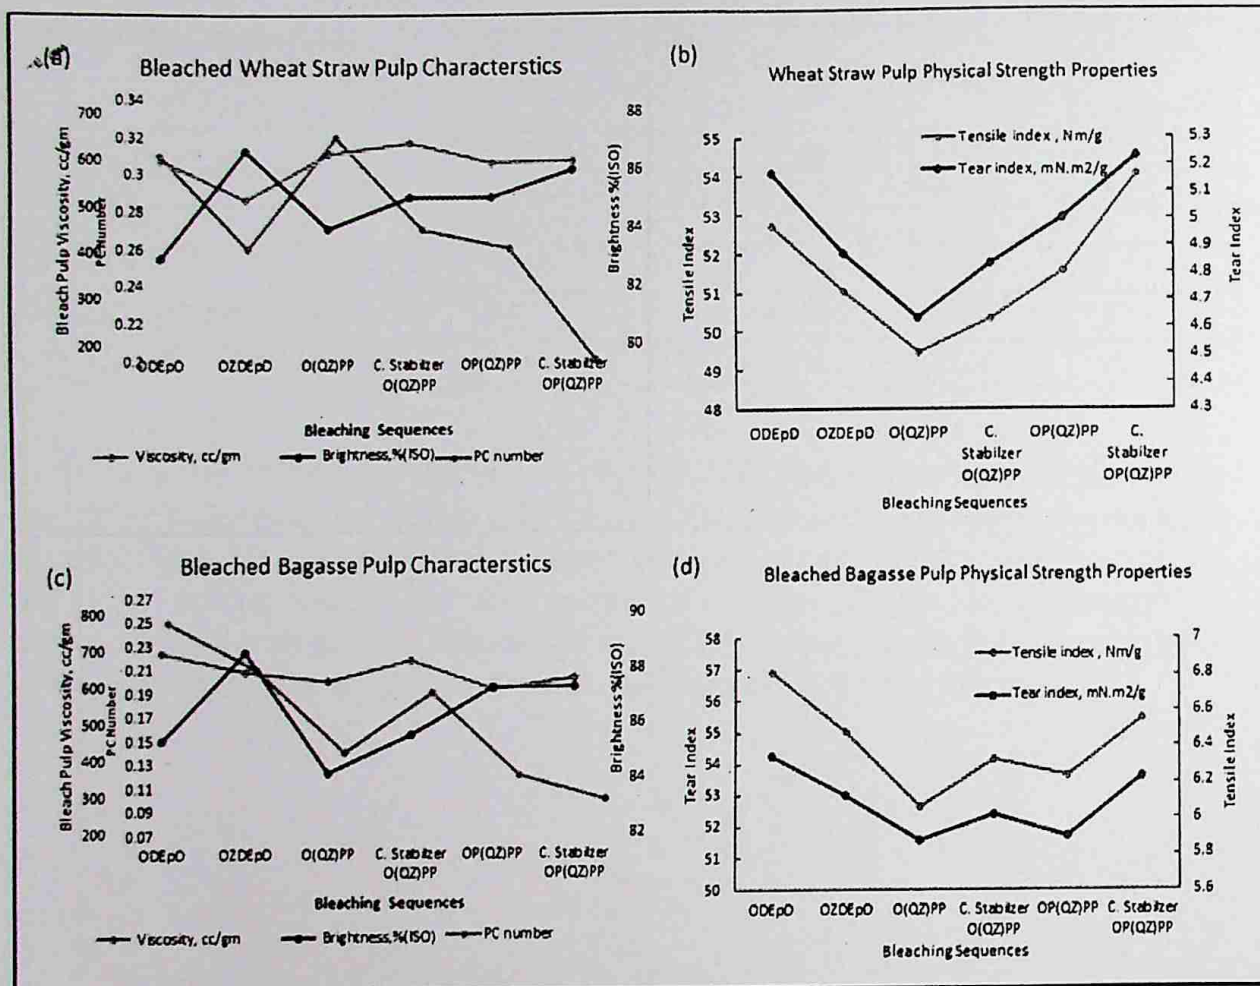 (a)
Bleached Wheat Straw Pulp Characterstics
Bleach Pulp Viscosity, cc/gm
700
600
500
400
300
200
PC Number
0.34
0.32
0.3
0.28
0.26
0.24
0.22
0.2
Brightness %(ISO)
88
86
84
82
80
ODEpD
OZDEpD
O(QZ)PP
C. Stabilzer
O(QZ)PP
OP(QZ)PP
C. Stabilzer
OP(QZ)PP
Bleaching Sequences
Viscosity, cc/gm
Brightness,%(ISO)
PC number
(b)
Wheat Straw Pulp Physical Strength Properties
Tensile index , Nm/g
Tear index, mN.m2/g
Tensile Index
55
54
53
52
51
50
49
48
Tear Index
5.3
5.2
5.1
5
4.9
4.8
4.7
4.6
4.5
4.4
4.3
ODEpD
OZDEpD
O(QZ)PP
C.
Stabilzer
O(QZ)PP
OP(QZ)PP
C.
Stabilzer
OP(QZ)PP
Bleaching Sequences
(c)
Bleached Bagasse Pulp Characterstics
Bleach Pulp Viscosity, cc/gm
800
700
600
500
400
300
200
PC Number
0.27
0.25
0.23
0.21
0.19
0.17
0.15
0.13
0.11
0.09
0.07
Brightness %(ISO)
90
88
86
84
82
ODEpD
OZDEpD
O(QZ)PP
C. Stabilzer
O(QZ)PP
OP(QZ)PP
C. Stabilzer
OP(QZ)PP
Bleaching Sequences
Viscosity, cc/gm
Brightness,%(ISO)
PC number
(d)
Bleached Bagasse Pulp Physical Strength Properties
Tensile index , Nm/g
Tear index, mN.m2/g
Tear Index
58
57
56
55
54
53
52
51
50
Tensile Index
7
6.8
6.6
6.4
6.2
6
5.8
5.6
ODEpD
OZDEpD
O(QZ)PP
C. Stabilzer
O(QZ)PP
OP(QZ)PP
C. Stabilzer
OP(QZ)PP
Bleaching Sequences